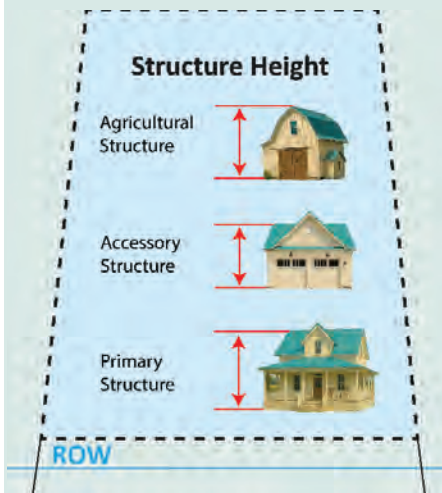 Structure Height
Agricultural
Structure
Accessory
Structure
Primary
Structure
ROW